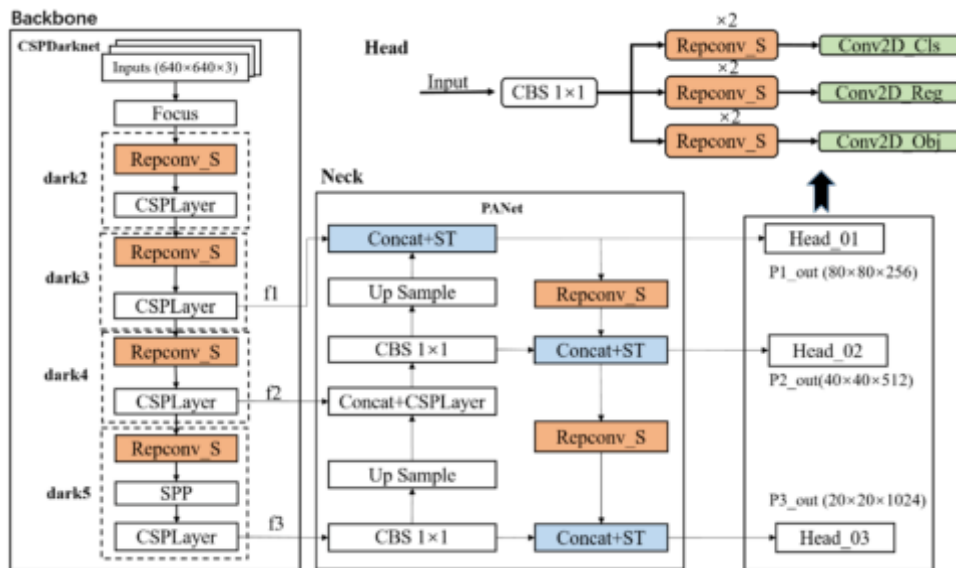 Backbone
CSPDarknet
Inputs (640×640×3)
Focus
dark2
Repconv_S
CSPLayer
dark3
Repconv_S
CSPLayer
f1
dark4
Repconv_S
CSPLayer
f2
dark5
Repconv_S
SPP
CSPLayer
f3
Neck
PANet
Concat+ST
Up Sample
CBS 1×1
Concat+CSPLayer
Up Sample
CBS 1×1
Repconv_S
Concat+ST
Repconv_S
Concat+ST
Head
Input
CBS 1×1
×2
Repconv_S
Conv2D_Cls
×2
Repconv_S
Conv2D_Reg
×2
Repconv_S
Conv2D_Obj
Head_01
P1_out (80×80×256)
Head_02
P2_out(40×40×512)
P3_out (20×20×1024)
Head_03